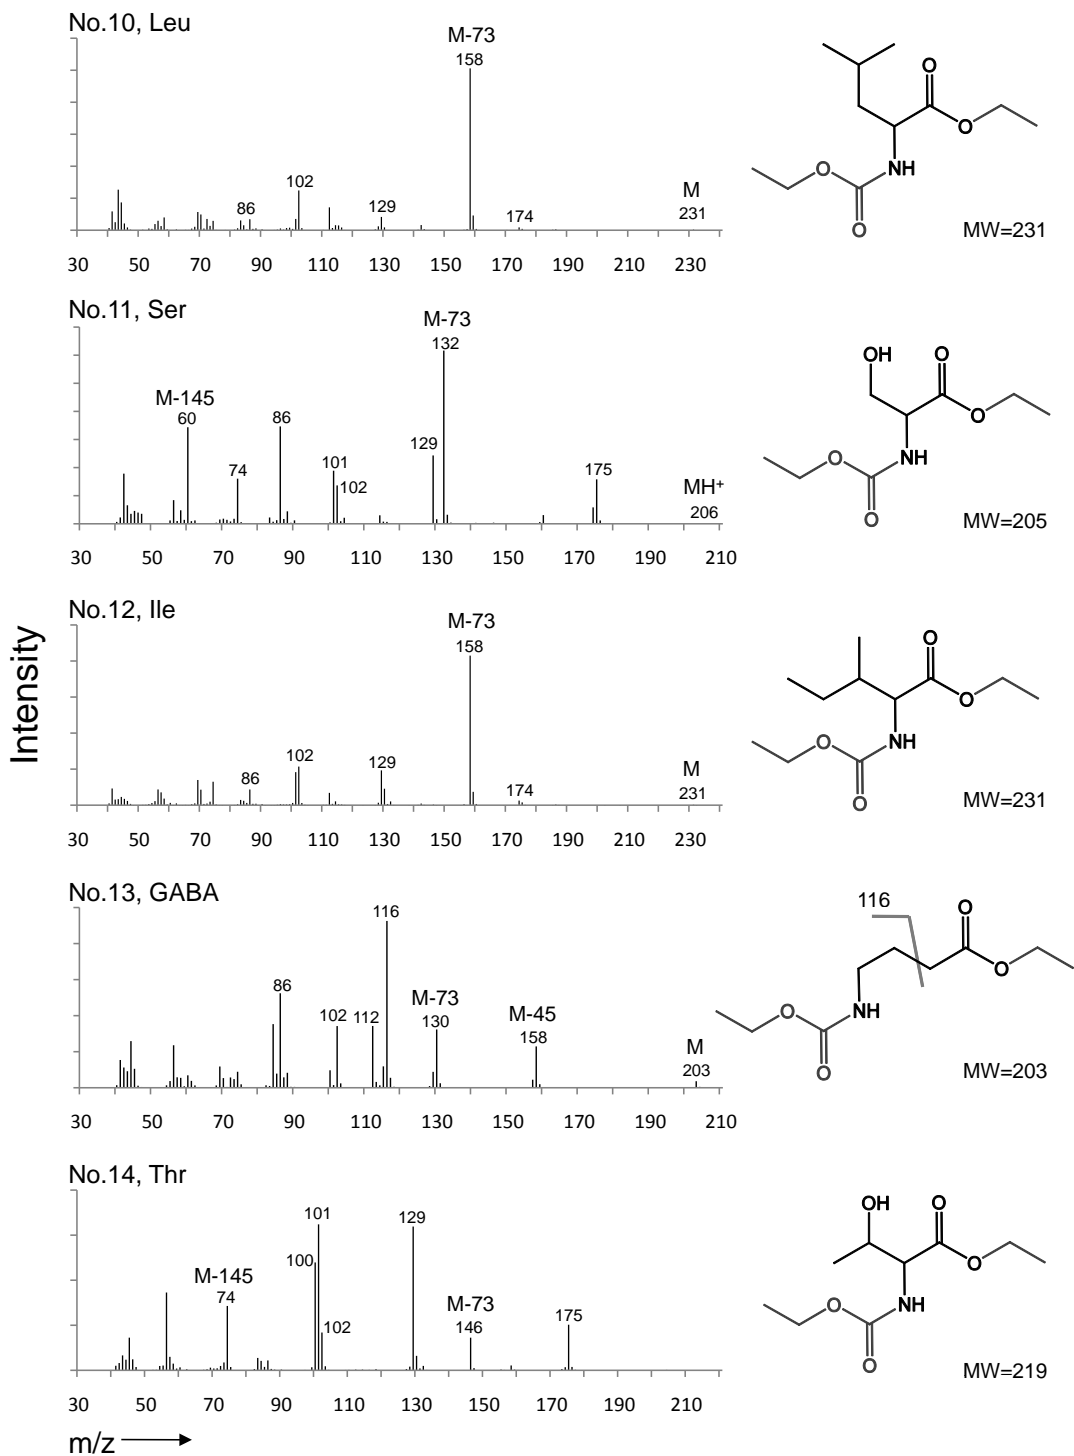 No.10, Leu
M-73
158
102
86
129
174
M
231
30 50 70 90 110 130 150 170 190 210 230
O
O
O
NH
O
MW=231
No.11, Ser
M-73
132
M-145
60
86
74
129
101
102
175
MH+
206
30 50 70 90 110 130 150 170 190 210
OH
O
O
O
NH
O
MW=205
No.12, Ile
M-73
158
102
86
129
174
M
231
30 50 70 90 110 130 150 170 190 210 230
O
O
O
NH
O
MW=231
Intensity
No.13, GABA
116
86
102
112
M-73
130
M-45
158
M
203
30 50 70 90 110 130 150 170 190 210
116
O
O
O
NH
O
MW=203
No.14, Thr
101
129
100
M-145
74
102
M-73
146
175
30 50 70 90 110 130 150 170 190 210
OH
O
O
O
NH
O
MW=219
m/z